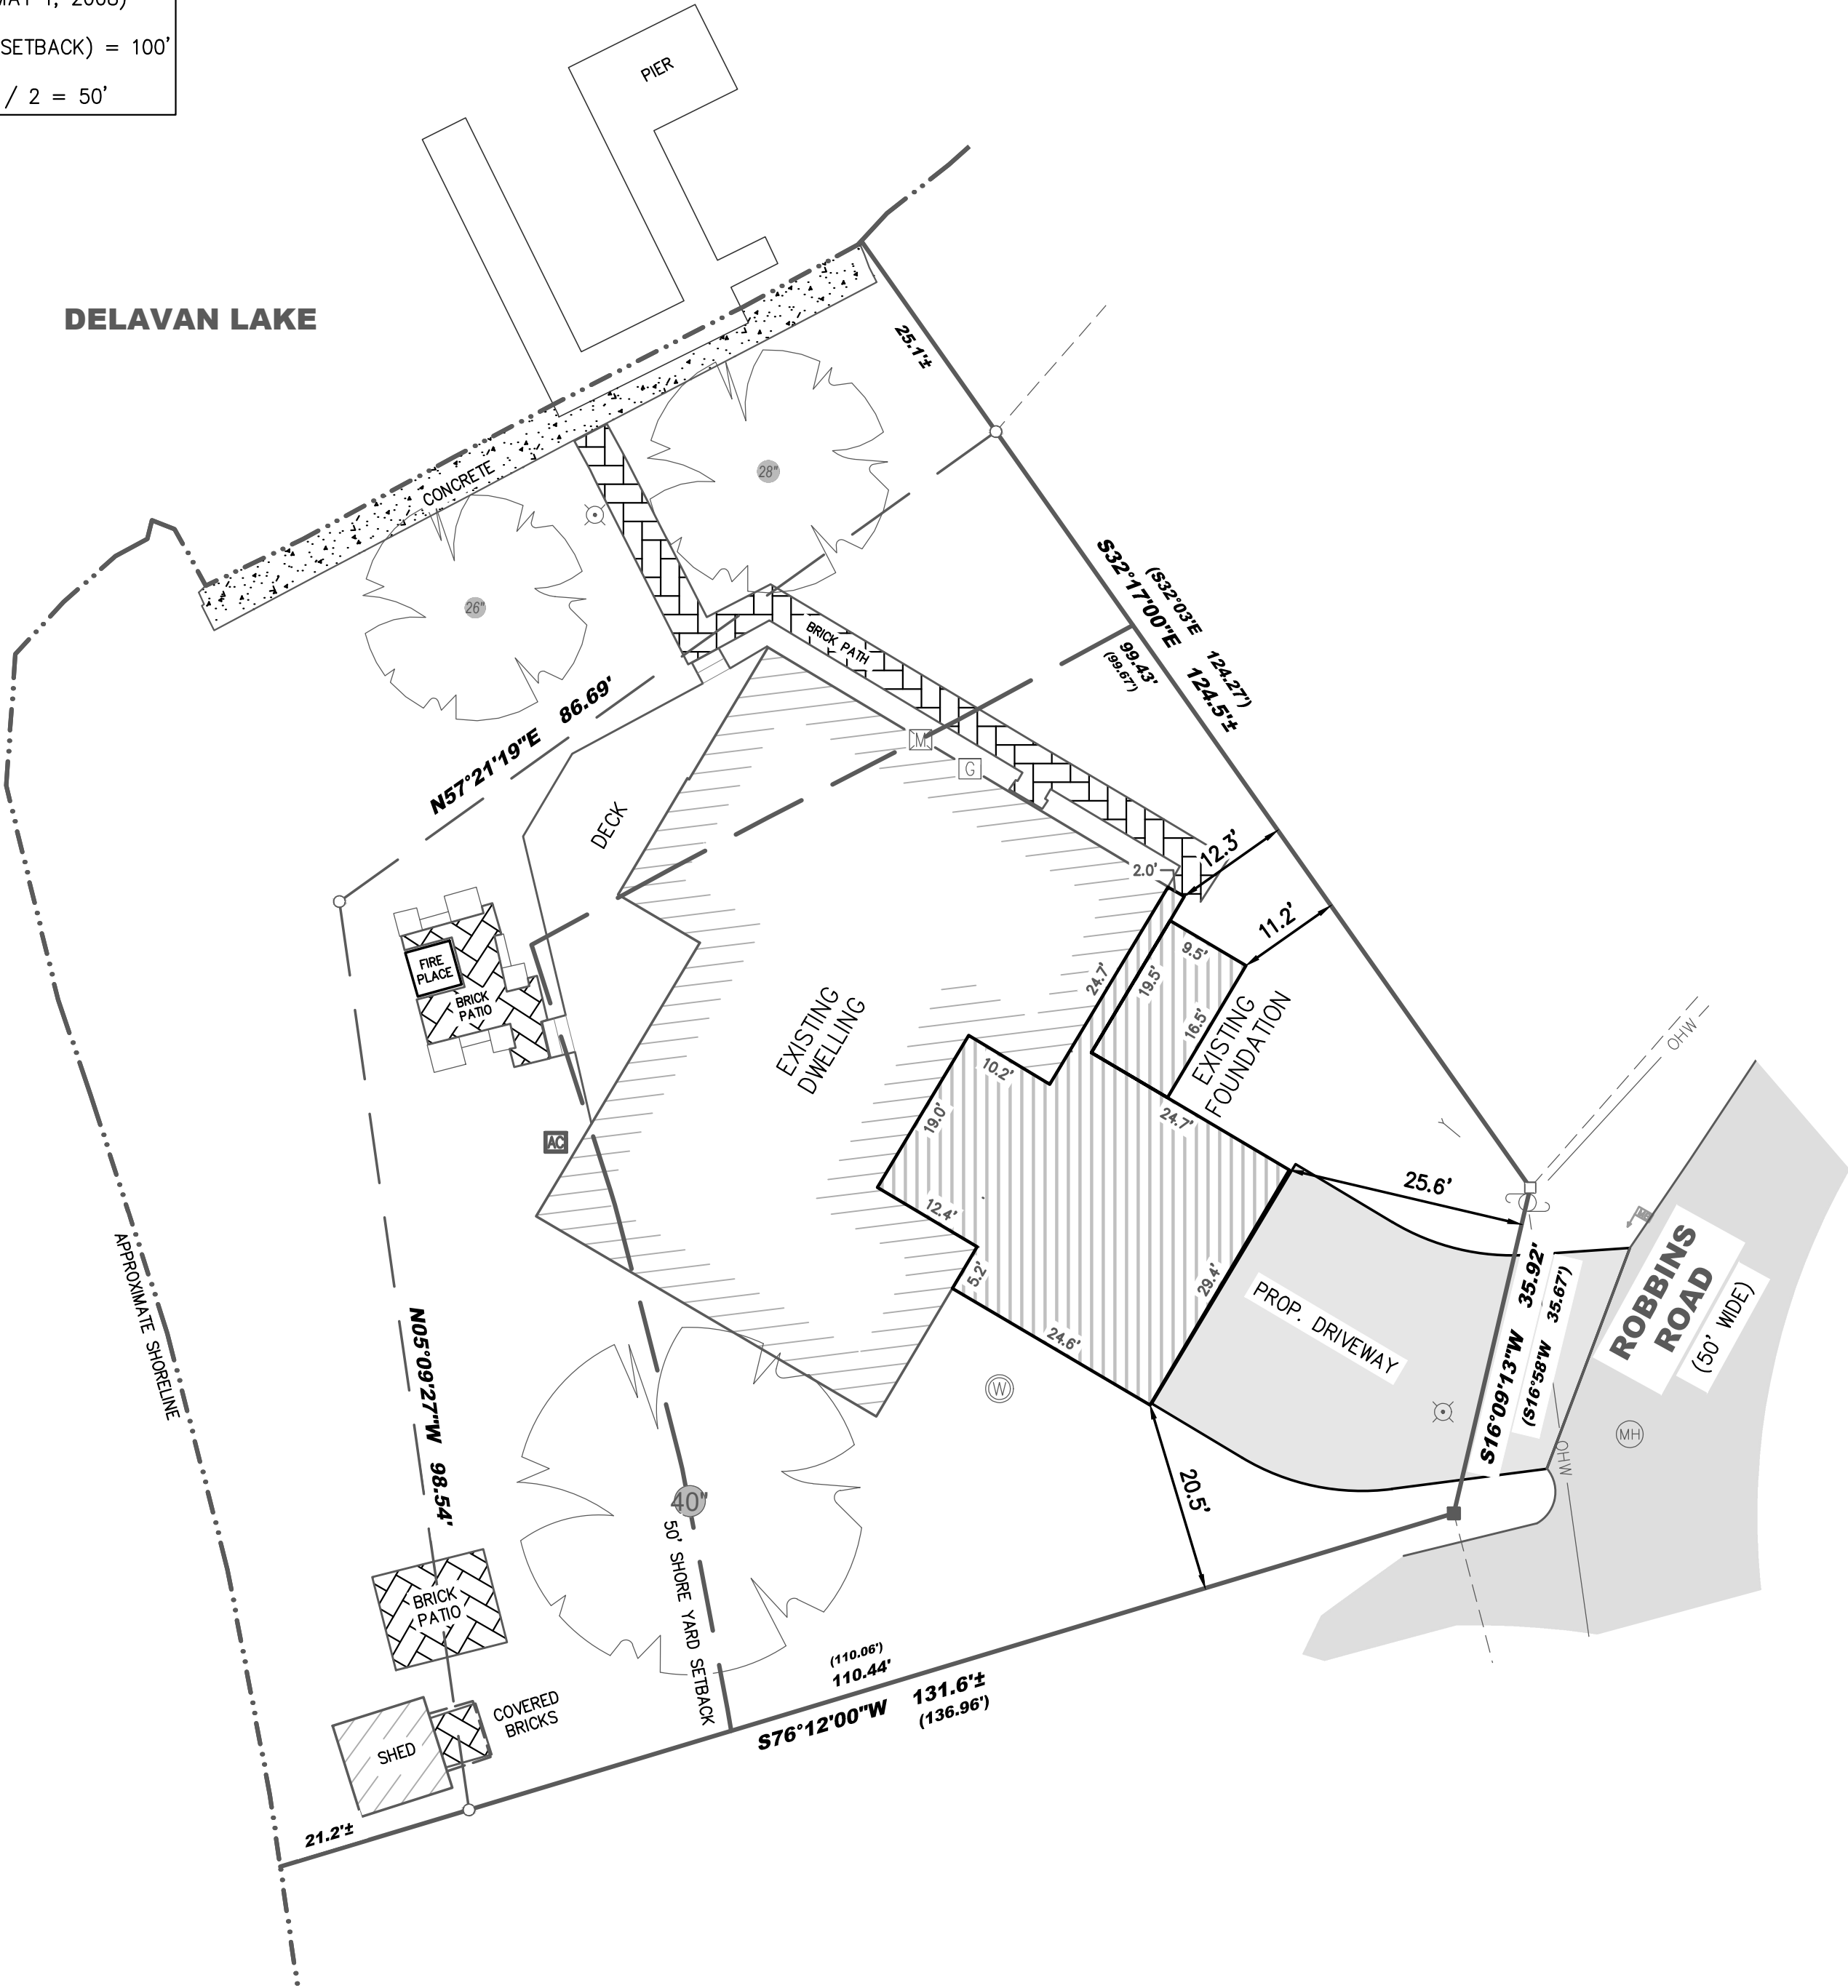 SETBACK) = 100'
/ 2 = 50'
PIER
DELAVAN LAKE
25.1'±
CONCRETE
28"
26"
S32°17'00"E 124.5'±
(S32°03'E 124.27')
99.43'
(99.67')
BRICK PATH
N57°21'19"E 86.69'
M
G
DECK
2.0'
12.3'
11.2'
9.5'
24.7'
19.5'
16.5'
FIRE
PLACE
BRICK
PATIO
EXISTING
DWELLING
EXISTING
FOUNDATION
OHW
10.2'
19.0'
24.7'
AC
25.6'
12.4'
5.2'
29.4'
24.6'
PROP. DRIVEWAY
ROBBINS
ROAD
(50' WIDE)
S16°09'13"W 35.92'
(S16°58'W 35.67')
APPROXIMATE SHORELINE
N05°09'27"W 98.54'
W
MH
OHW
20.5'
40"
50' SHORE YARD SETBACK
BRICK
PATIO
(110.06')
110.44'
S76°12'00"W 131.6'±
(136.96')
COVERED
BRICKS
SHED
21.2'±